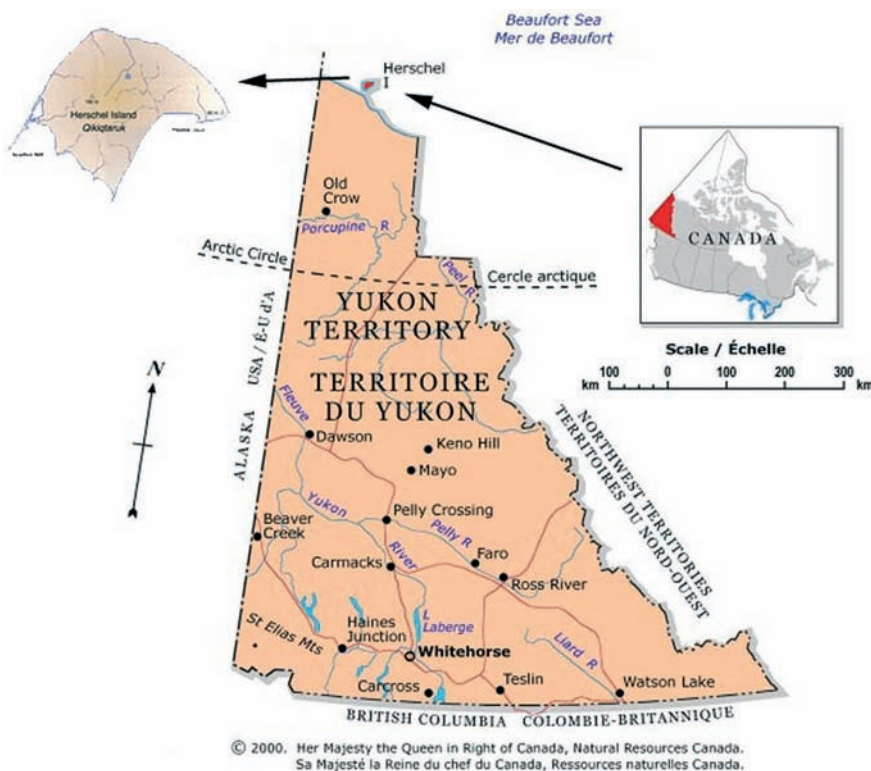 Beaufort Sea
Mer de Beaufort
Herschel
I
Herschel Island
Qikiqtaruk
Old
Crow
Porcupine R
CANADA
Arctic Circle
Cercle arctique
Peel R
YUKON
TERRITORY
TERRITOIRE
DU YUKON
ALASKA USA / É-U d'A
N
Scale / Échelle
km 100 0 100 200 300 km
NORTHWEST TERRITORIES
TERRITOIRES DU NORD-OUEST
Fleuve
Dawson
Keno Hill
Mayo
Yukon
River
Pelly Crossing
Pelly R
Beaver
Creek
Carmacks
Faro
Ross River
St Elias Mts
Haines
Junction
L
Laberge
Whitehorse
Liard R
Carcross
Teslin
Watson Lake
BRITISH COLUMBIA COLOMBIE-BRITANNIQUE
© 2000. Her Majesty the Queen in Right of Canada, Natural Resources Canada.
Sa Majesté la Reine du chef du Canada, Ressources naturelles Canada.